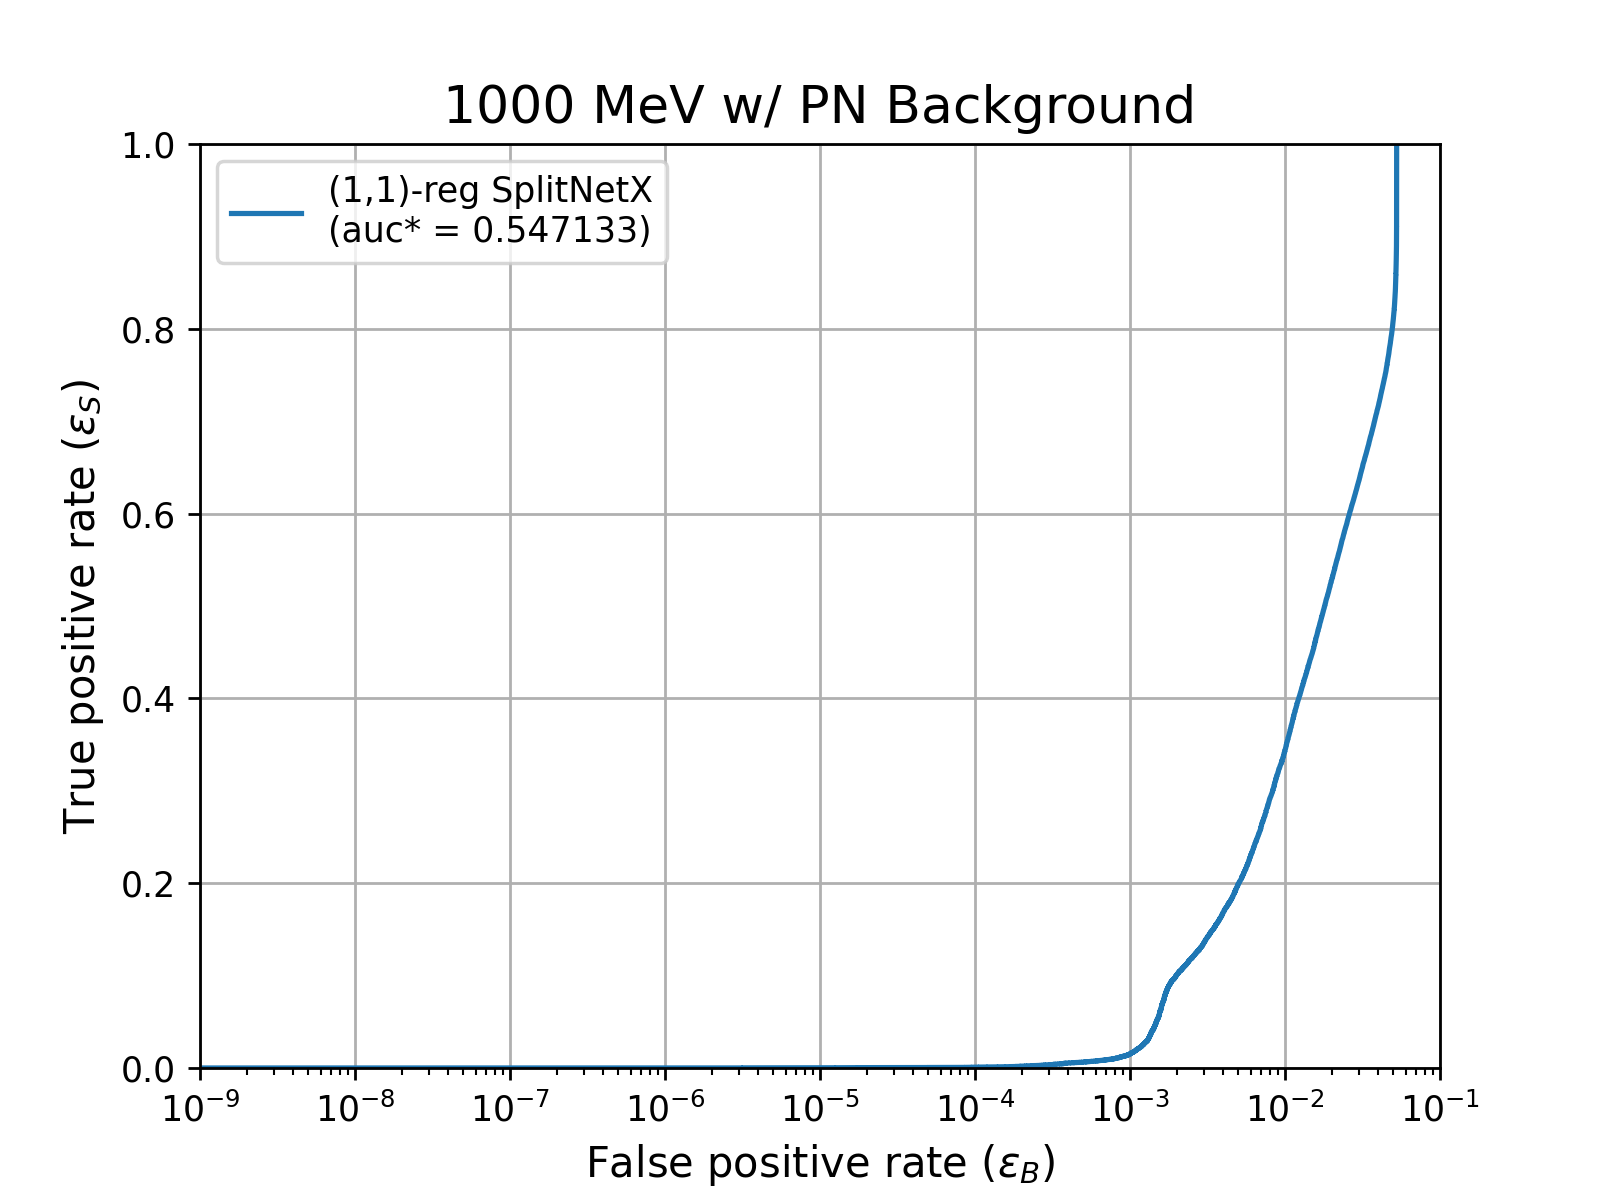 1000 MeV w/ PN Background
(1,1)-reg SplitNetX
(auc* = 0.547133)
True positive rate (ε_S)
1.0
0.8
0.6
0.4
0.2
0.0
10⁻⁹ 10⁻⁸ 10⁻⁷ 10⁻⁶ 10⁻⁵ 10⁻⁴ 10⁻³ 10⁻² 10⁻¹
False positive rate (ε_B)